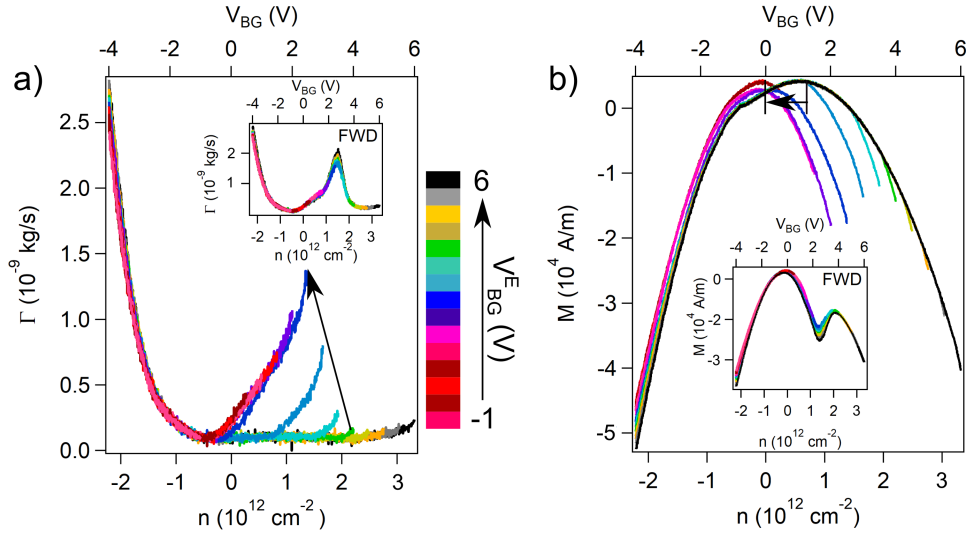 V_BG (V)
-4 -2 0 2 4 6
a)
Γ (10^-9 kg/s)
2.5
2.0
1.5
1.0
0.5
0.0
-2 -1 0 1 2 3
n (10^12 cm^-2)
V_BG (V)
-4 -2 0 2 4 6
FWD
Γ (10^-9 kg/s)
2
1
-2 -1 0 1 2 3
n (10^12 cm^-2)
6
V^E_BG (V)
-1
V_BG (V)
-4 -2 0 2 4 6
b)
M (10^4 A/m)
0
-1
-2
-3
-4
-5
-2 -1 0 1 2 3
n (10^12 cm^-2)
V_BG (V)
-4 -2 0 2 4 6
FWD
M (10^4 A/m)
0
-2
-3
-2 -1 0 1 2 3
n (10^12 cm^-2)